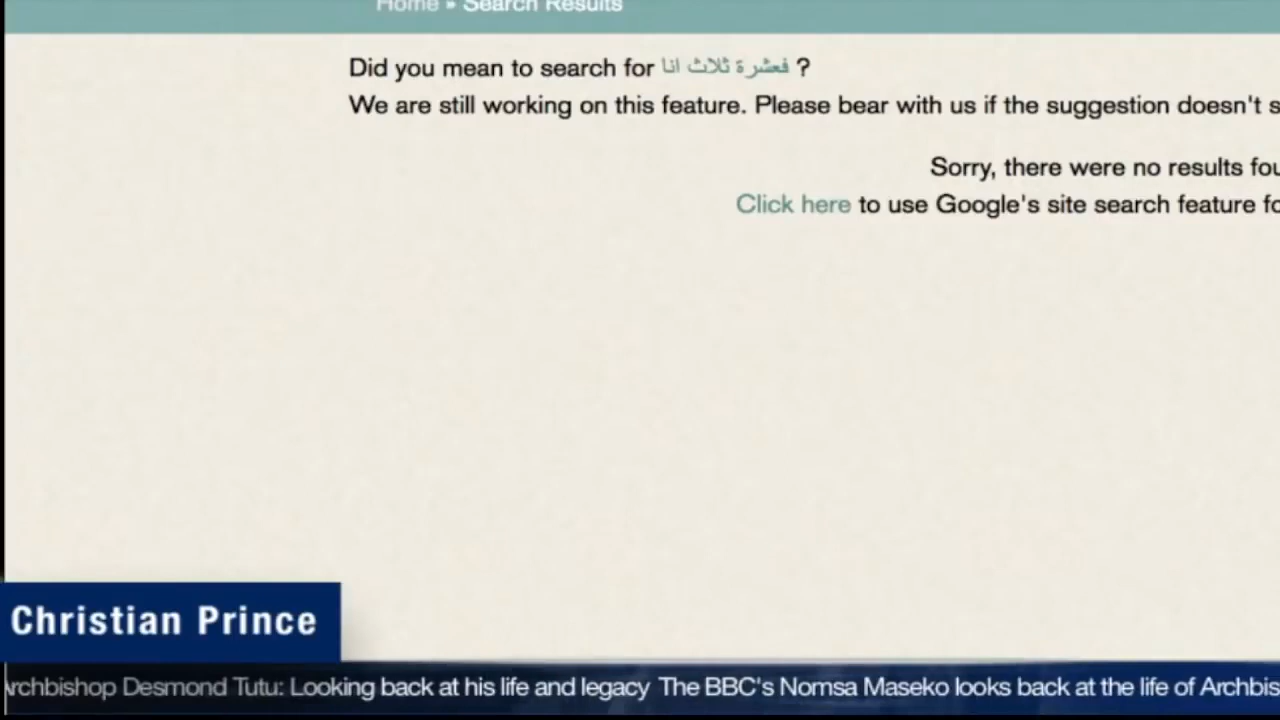 Home » Search Results
Did you mean to search for فعشرة ثلاث انا ?
We are still working on this feature. Please bear with us if the suggestion doesn't s
Sorry, there were no results fou
Click here to use Google's site search feature fo
Christian Prince
rchbishop Desmond Tutu: Looking back at his life and legacy The BBC's Nomsa Maseko looks back at the life of Archbis